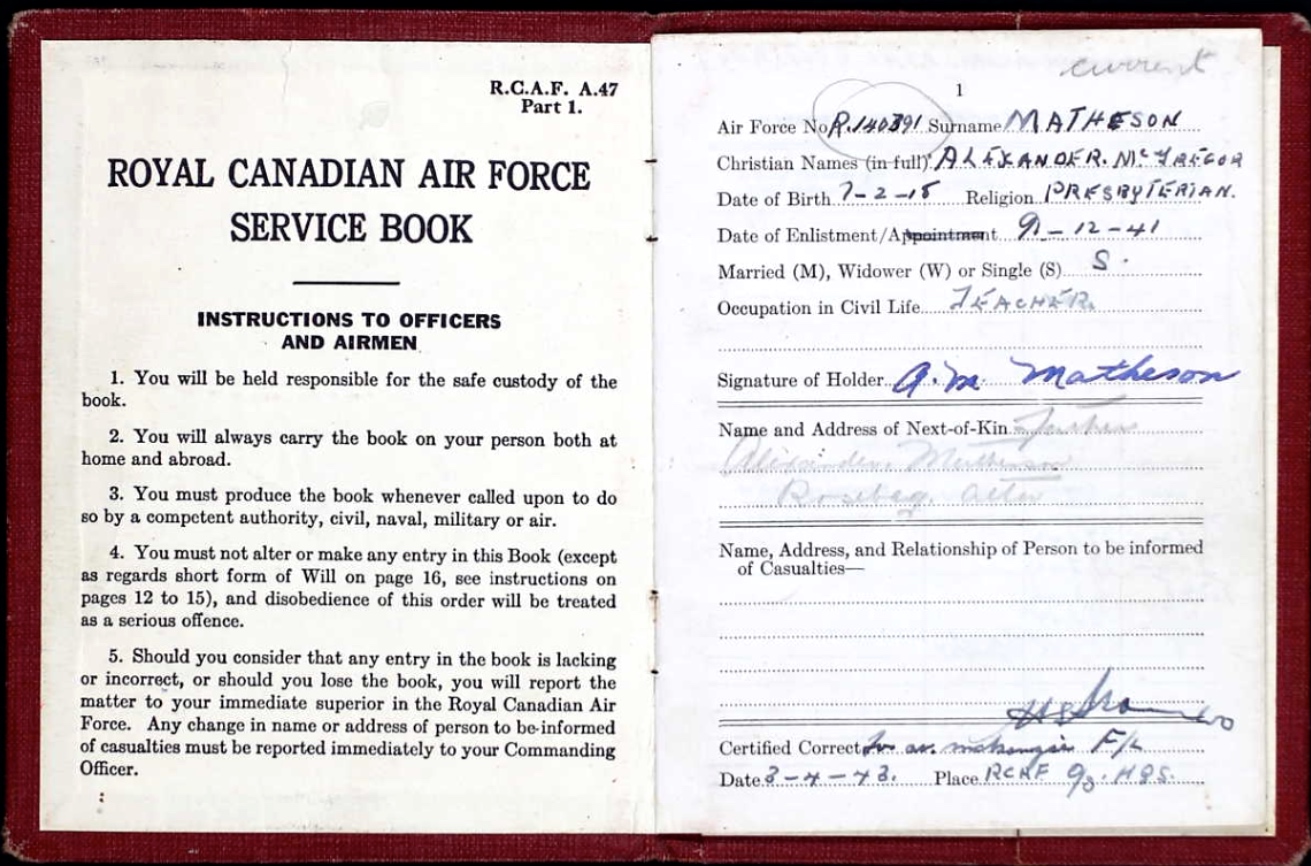 R.C.A.F. A.47
Part 1.
ROYAL CANADIAN AIR FORCE
SERVICE BOOK
INSTRUCTIONS TO OFFICERS
AND AIRMEN
1. You will be held responsible for the safe custody of the
book.
2. You will always carry the book on your person both at
home and abroad.
3. You must produce the book whenever called upon to do
so by a competent authority, civil, naval, military or air.
4. You must not alter or make any entry in this Book (except
as regards short form of Will on page 16, see instructions on
pages 12 to 15), and disobedience of this order will be treated
as a serious offence.
5. Should you consider that any entry in the book is lacking
or incorrect, or should you lose the book, you will report the
matter to your immediate superior in the Royal Canadian Air
Force. Any change in name or address of person to be informed
of casualties must be reported immediately to your Commanding
Officer.
current
1
Air Force No R.140391 Surname MATHESON
Christian Names (in full) ALEXANDER. McGREGOR
Date of Birth 7-2-18 Religion PRESBYTERIAN.
Date of Enlistment/Appointment 9-12-41
Married (M), Widower (W) or Single (S) S.
Occupation in Civil Life TEACHER.
Signature of Holder A.M. Matheson
Name and Address of Next-of-Kin Father
Alexander Matheson
Alta
Name, Address, and Relationship of Person to be informed
of Casualties—
Certified Correct for F/L
Date 3-4-43. Place RCAF HQS.